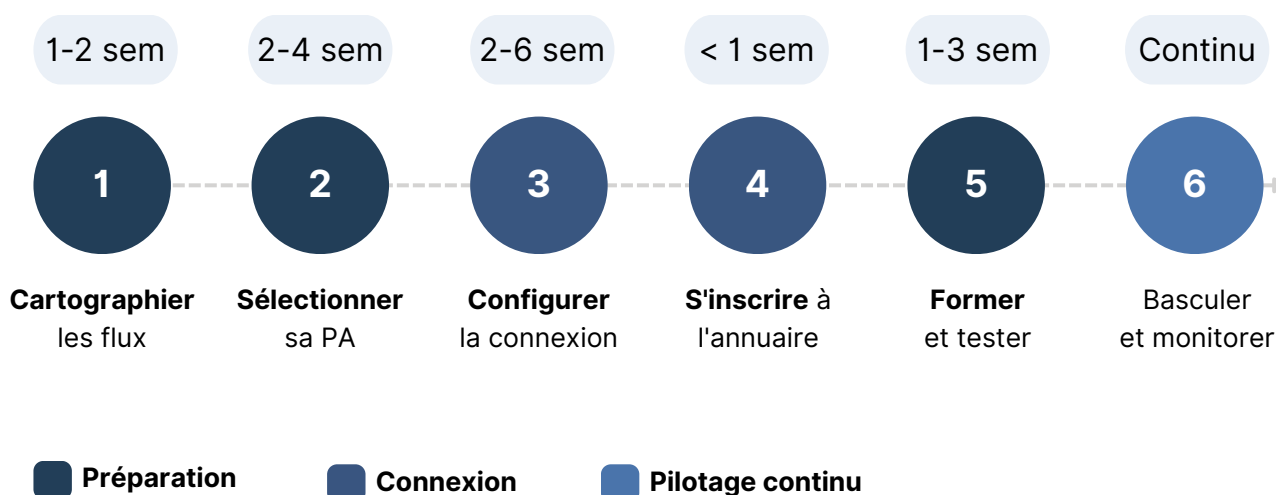 1-2 sem
2-4 sem
2-6 sem
< 1 sem
1-3 sem
Continu
1
2
3
4
5
6
Cartographier
les flux
Sélectionner
sa PA
Configurer
la connexion
S'inscrire à
l'annuaire
Former
et tester
Basculer
et monitorer
Préparation
Connexion
Pilotage continu